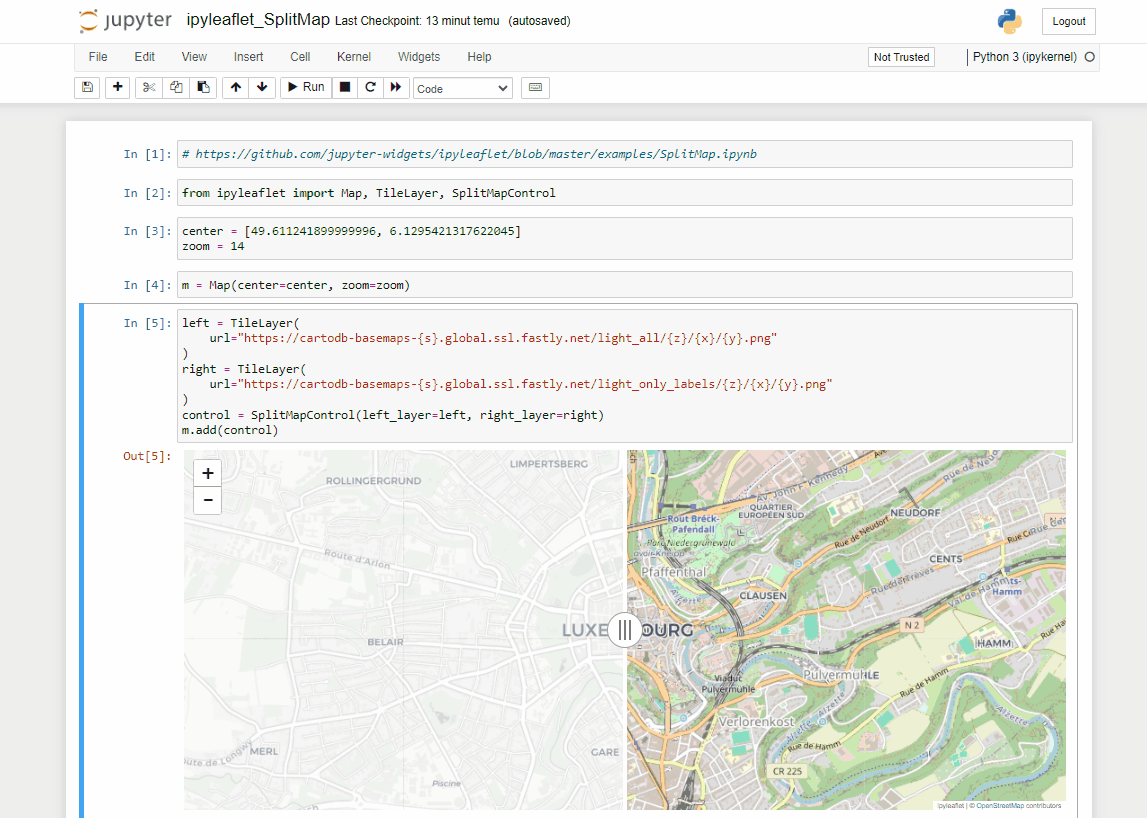 jupyter ipyleaflet_SplitMap Last Checkpoint: 13 minut temu (autosaved) Logout
File Edit View Insert Cell Kernel Widgets Help Not Trusted Python 3 (ipykernel)
Run Code
In [1]: # https://github.com/jupyter-widgets/ipyleaflet/blob/master/examples/SplitMap.ipynb
In [2]: from ipyleaflet import Map, TileLayer, SplitMapControl
In [3]: center = [49.611241899999996, 6.1295421317622045]
zoom = 14
In [4]: m = Map(center=center, zoom=zoom)
In [5]: left = TileLayer(
url="https://cartodb-basemaps-{s}.global.ssl.fastly.net/light_all/{z}/{x}/{y}.png"
)
right = TileLayer(
url="https://cartodb-basemaps-{s}.global.ssl.fastly.net/light_only_labels/{z}/{x}/{y}.png"
)
control = SplitMapControl(left_layer=left, right_layer=right)
m.add(control)
Out[5]:
+
−
LIMPERTSBERG
ROLLINGERGRUND
Av. John F. Kennedy
Rue de Neudorf
QUARTIER
EUROPÉEN SUD
NEUDORF
Rout Bréck-
Pafendall
Parc Niedergrünewald
Rue de Neudorf
CENTS
Route d'Arlon
Pfaffenthal
Alzette
CLAUSEN
Rue de Trèves
Val de Hamm
Hamm
N 2
BELAIR
HAMM
Pulvermühle
Viaduc
Pulvermuhle
Rue de Hamm
Verlorenkost
Alzette
Alzette
Rue de Hamm
MERL
GARE
CR 225
Piscine
ipyleaflet | © OpenStreetMap contributors